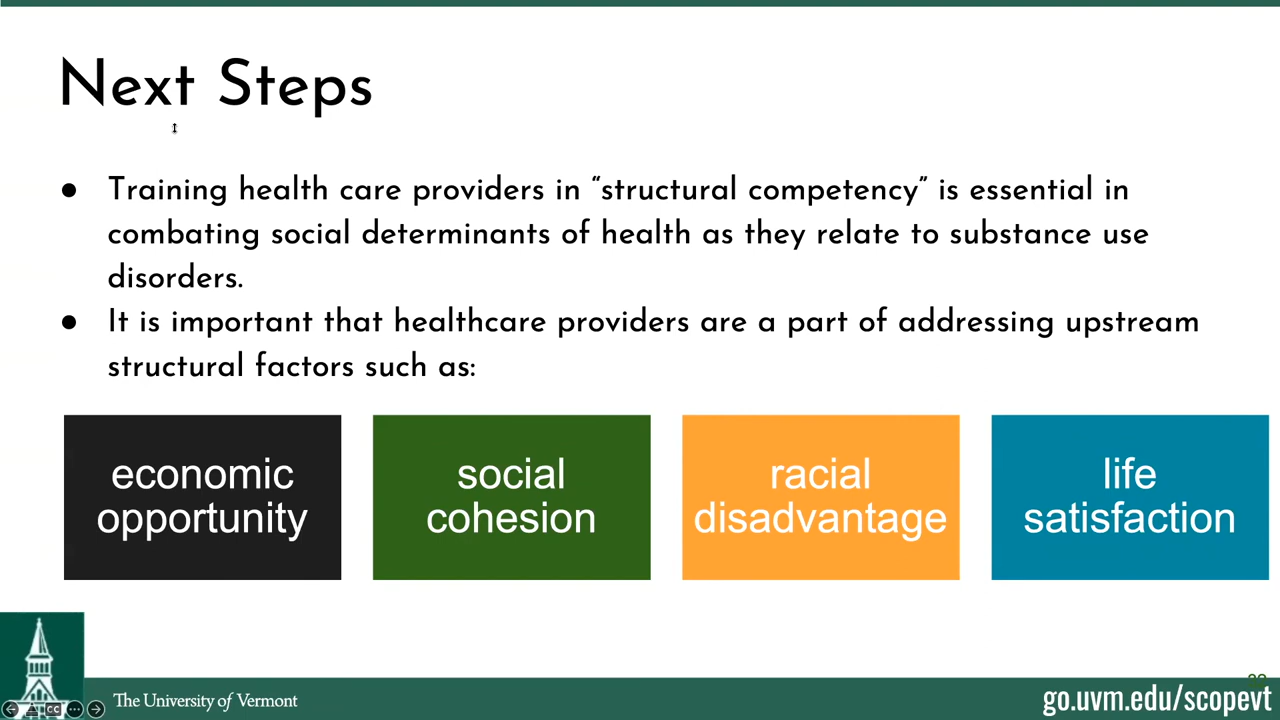 Next Steps
● Training health care providers in “structural competency” is essential in
combating social determinants of health as they relate to substance use
disorders.
● It is important that healthcare providers are a part of addressing upstream
structural factors such as:
economic
opportunity
social
cohesion
racial
disadvantage
life
satisfaction
CC
The University of Vermont
go.uvm.edu/scopevt